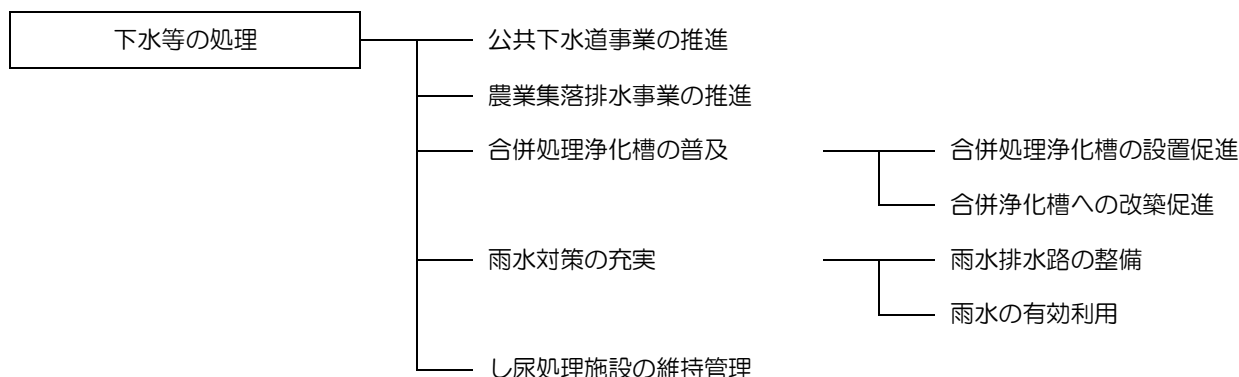 下水等の処理
公共下水道事業の推進
農業集落排水事業の推進
合併処理浄化槽の普及
合併処理浄化槽の設置促進
合併浄化槽への改築促進
雨水対策の充実
雨水排水路の整備
雨水の有効利用
し尿処理施設の維持管理